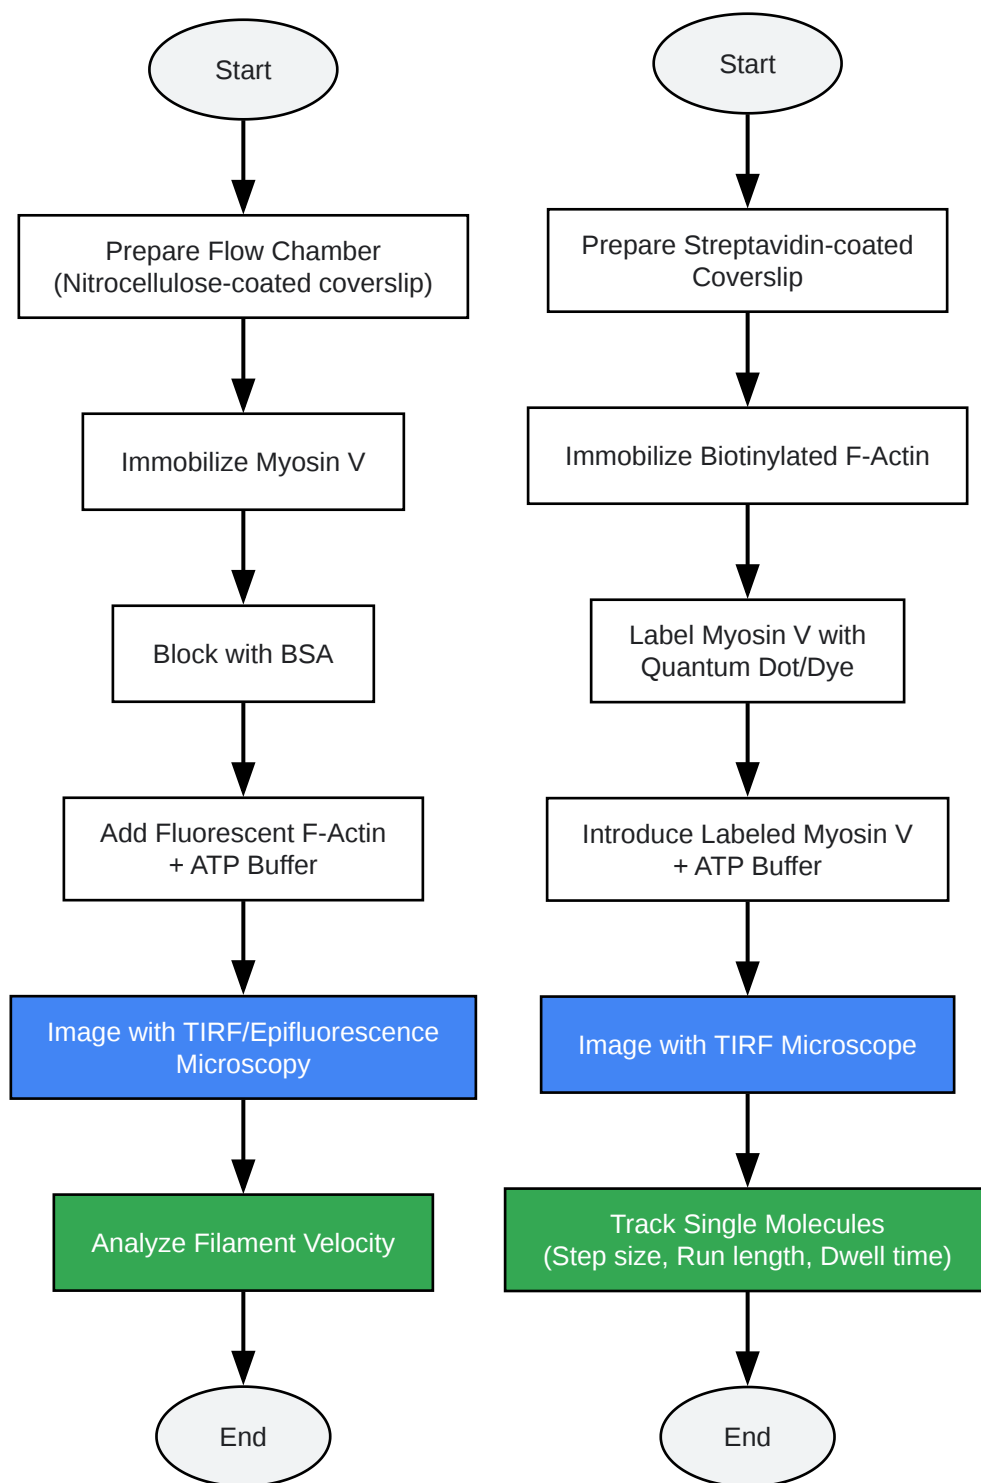 Start
Prepare Flow Chamber
(Nitrocellulose-coated coverslip)
Immobilize Myosin V
Block with BSA
Add Fluorescent F-Actin
+ ATP Buffer
Image with TIRF/Epifluorescence
Microscopy
Analyze Filament Velocity
End
Start
Prepare Streptavidin-coated
Coverslip
Immobilize Biotinylated F-Actin
Label Myosin V with
Quantum Dot/Dye
Introduce Labeled Myosin V
+ ATP Buffer
Image with TIRF Microscope
Track Single Molecules
(Step size, Run length, Dwell time)
End